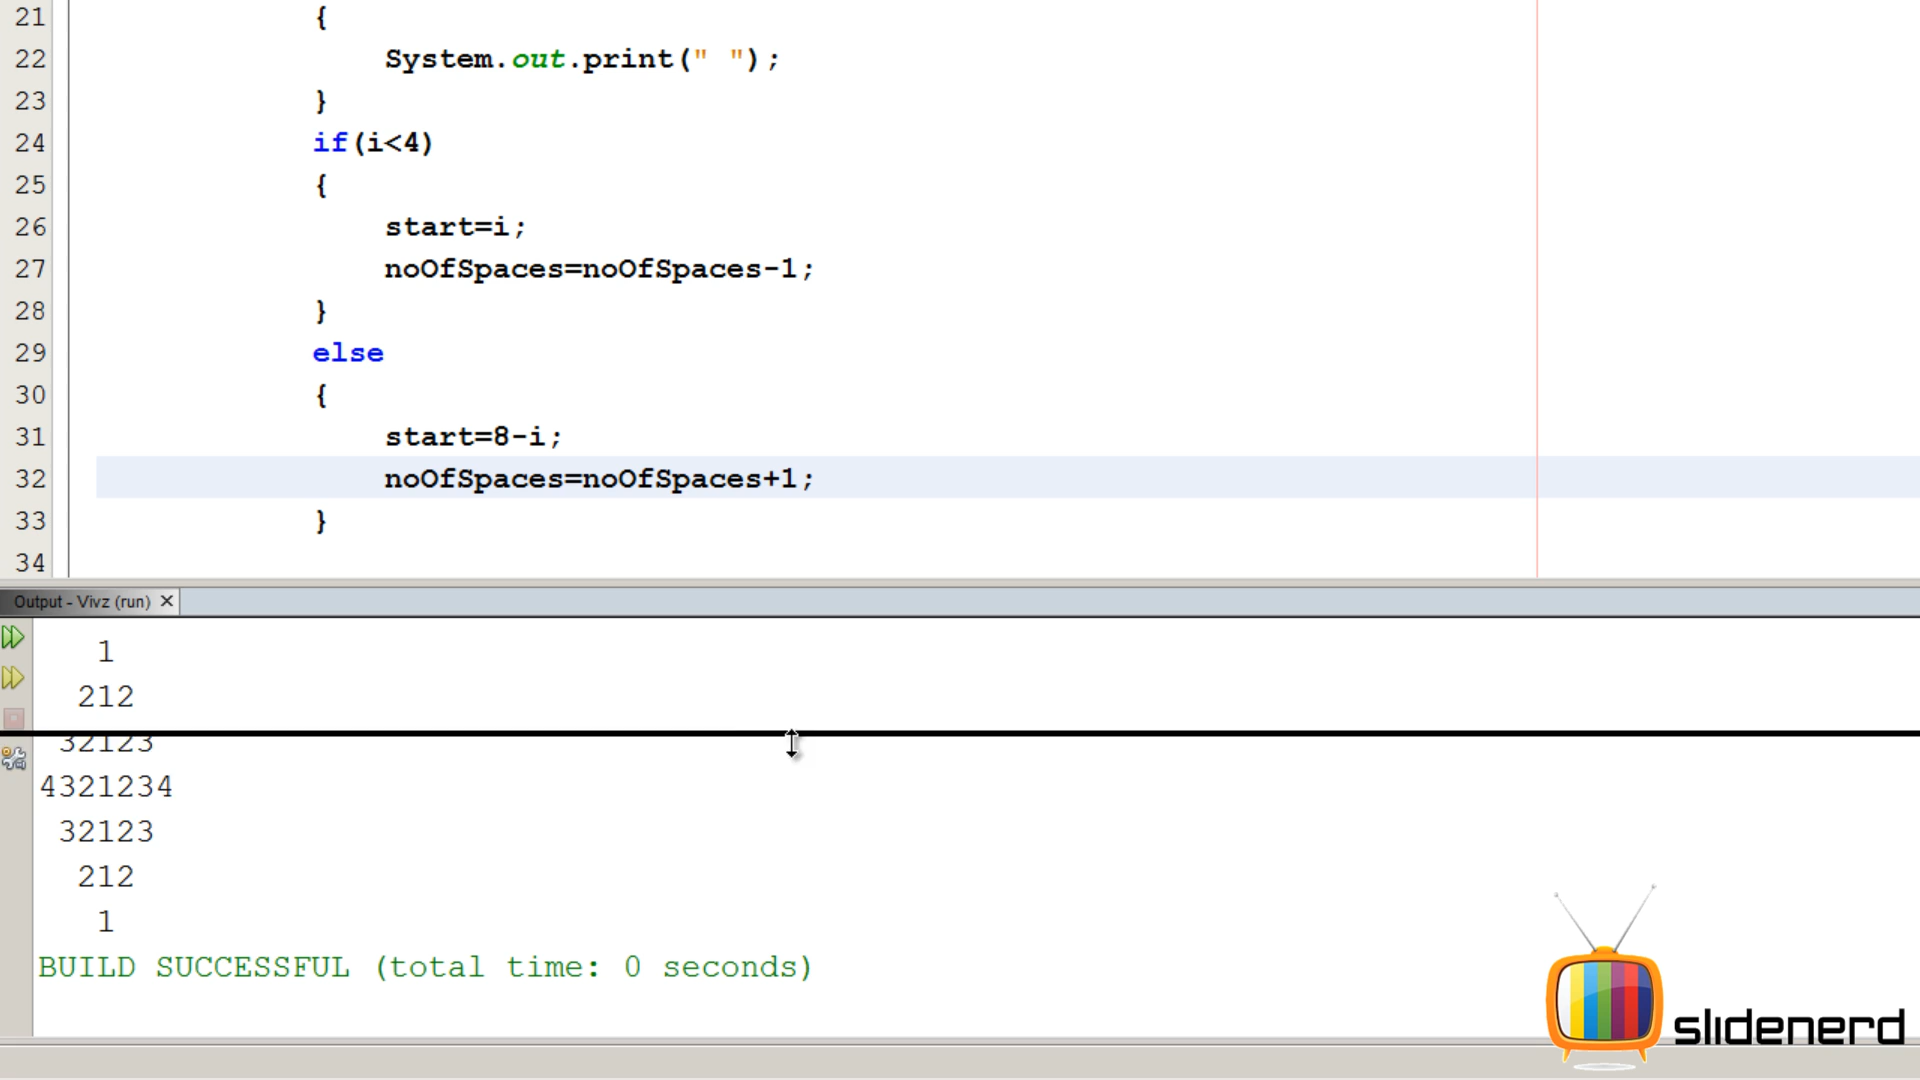 21 {
22 System.out.print(" ");
23 }
24 if(i<4)
25 {
26 start=i;
27 noOfSpaces=noOfSpaces-1;
28 }
29 else
30 {
31 start=8-i;
32 noOfSpaces=noOfSpaces+1;
33 }
34
Output - Vivz (run)
1
212
32123
4321234
32123
212
1
BUILD SUCCESSFUL (total time: 0 seconds)
slidenerd